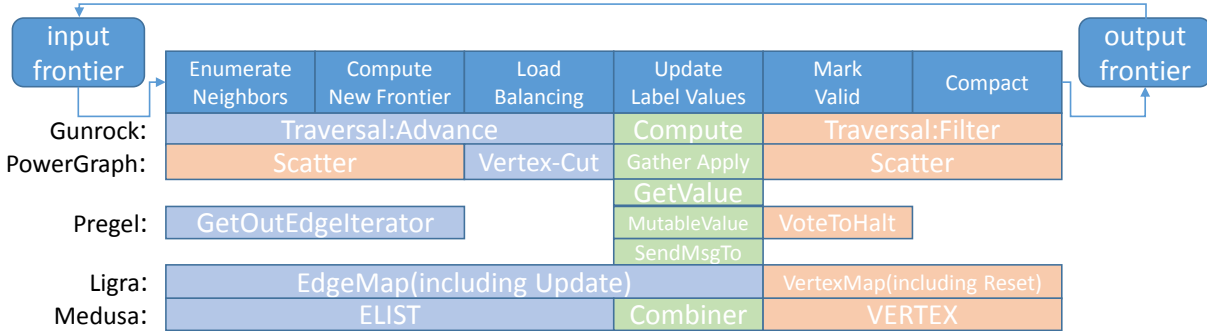 input
frontier
output
frontier
Enumerate
Neighbors
Compute
New Frontier
Load
Balancing
Update
Label Values
Mark
Valid
Compact
Gunrock: Traversal:Advance Compute Traversal:Filter
PowerGraph: Scatter Vertex-Cut Gather Apply Scatter
GetValue
Pregel: GetOutEdgeIterator MutableValue VoteToHalt
SendMsgTo
Ligra: EdgeMap(including Update) VertexMap(including Reset)
Medusa: ELIST Combiner VERTEX